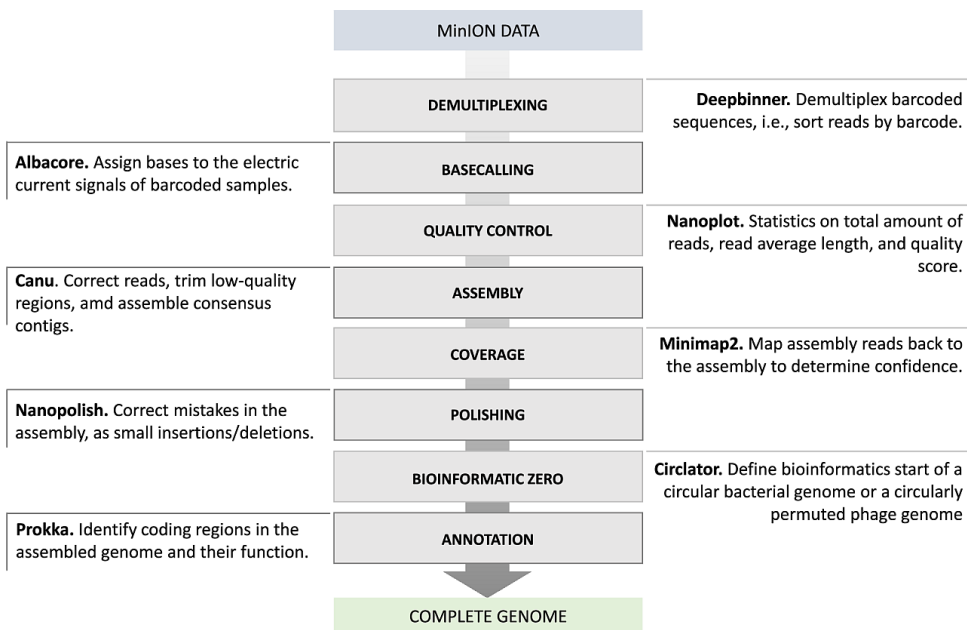 MinION DATA
DEMULTIPLEXING
Deepbinner. Demultiplex barcoded
sequences, i.e., sort reads by barcode.
Albacore. Assign bases to the electric
current signals of barcoded samples.
BASECALLING
QUALITY CONTROL
Nanoplot. Statistics on total amount of
reads, read average length, and quality
score.
Canu. Correct reads, trim low-quality
regions, amd assemble consensus
contigs.
ASSEMBLY
COVERAGE
Minimap2. Map assembly reads back to
the assembly to determine confidence.
Nanopolish. Correct mistakes in the
assembly, as small insertions/deletions.
POLISHING
BIOINFORMATIC ZERO
Circlator. Define bioinformatics start of a
circular bacterial genome or a circularly
permuted phage genome
Prokka. Identify coding regions in the
assembled genome and their function.
ANNOTATION
COMPLETE GENOME